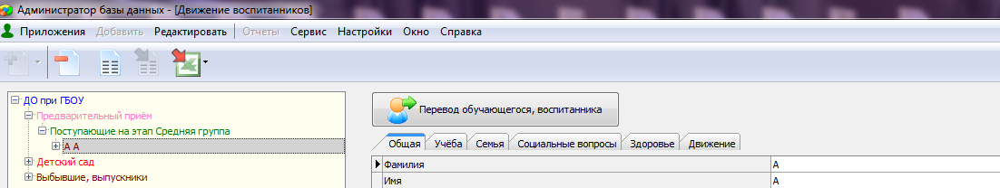 Администратор базы данных - [Движение воспитанников]
Приложения Добавить Редактировать Отчеты Сервис Настройки Окно Справка
ДО при ГБОУ
Предварительный приём
Поступающие на этап Средняя группа
А А
Детский сад
Выбывшие, выпускники
Перевод обучающегося, воспитанника
Общая Учёба Семья Социальные вопросы Здоровье Движение
Фамилия А
Имя А